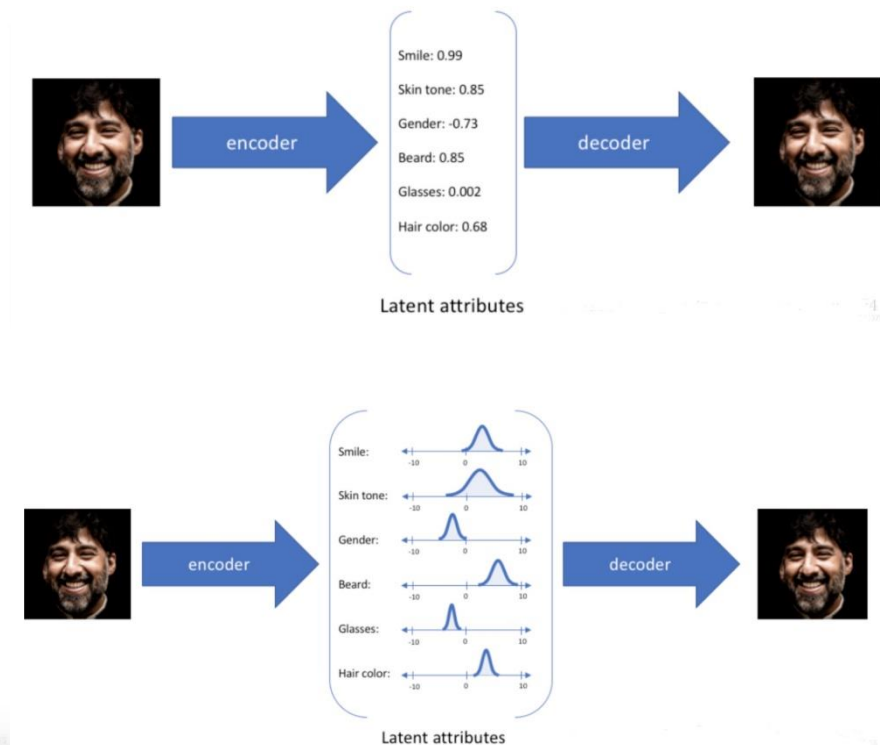 Smile: 0.99
Skin tone: 0.85
Gender: -0.73
Beard: 0.85
Glasses: 0.002
Hair color: 0.68
encoder
decoder
Latent attributes
Smile:
-10 0 10
Skin tone:
-10 0 10
Gender:
-10 0 10
Beard:
-10 0 10
Glasses:
-10 0 10
Hair color:
-10 0 10
encoder
decoder
Latent attributes